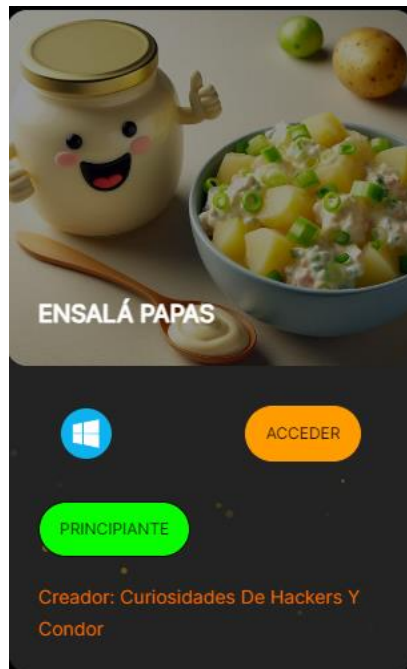 ENSALÁ PAPAS
ACCEDER
PRINCIPIANTE
Creador: Curiosidades De Hackers Y
Condor